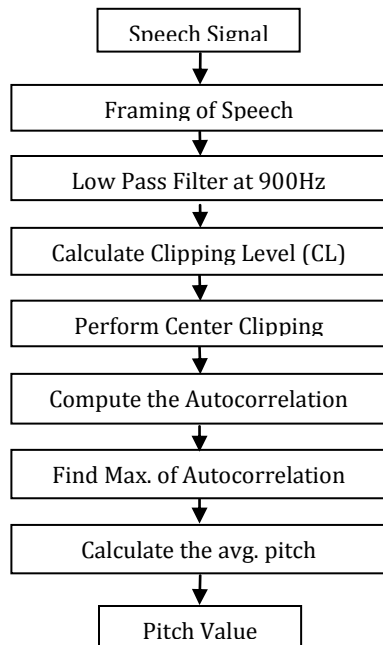 Speech Signal
Framing of Speech
Low Pass Filter at 900Hz
Calculate Clipping Level (CL)
Perform Center Clipping
Compute the Autocorrelation
Find Max. of Autocorrelation
Calculate the avg. pitch
Pitch Value